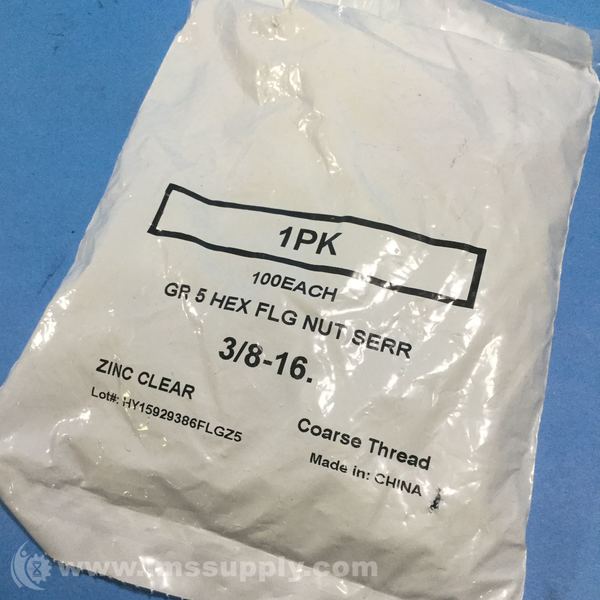 1PK
100EACH
GR 5 HEX FLG NUT SERR
3/8-16.
ZINC CLEAR
Lot#: HY15929386FLGZ5
Coarse Thread
Made in: CHINA
www.imssupply.com